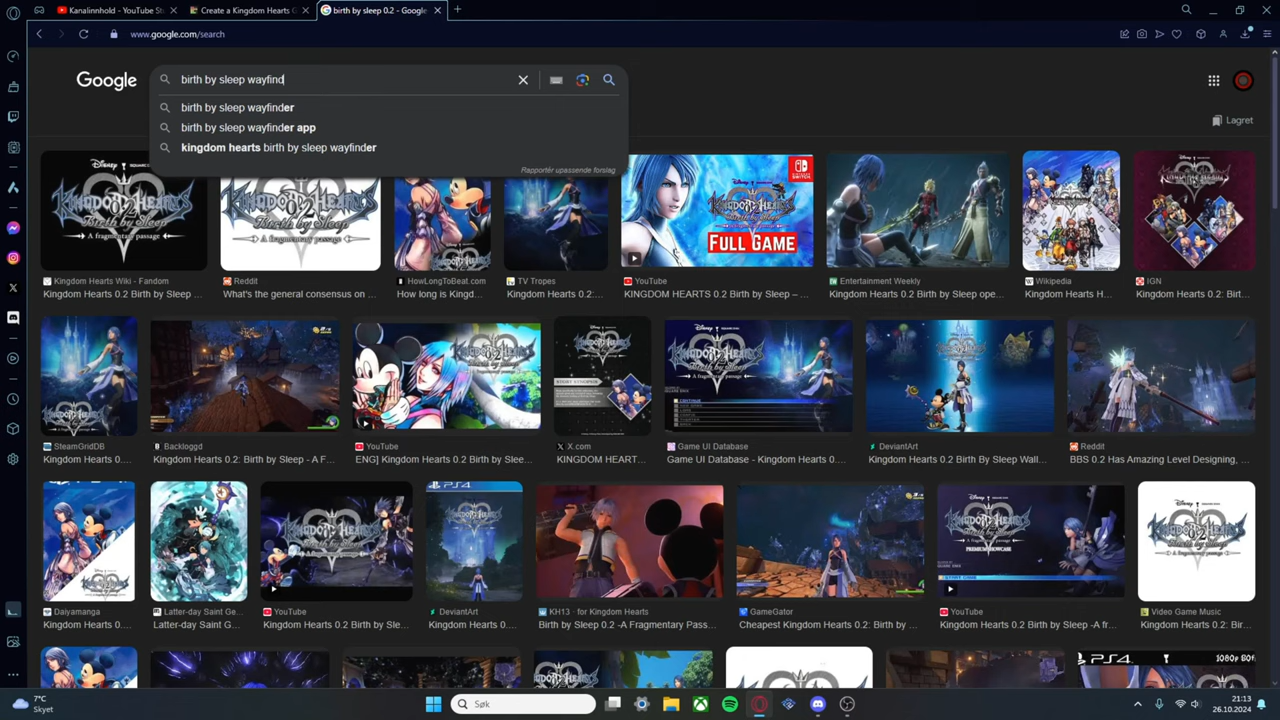 Kanalinnhold - YouTube St
Create a Kingdom Hearts G
birth by sleep 0.2 - Google
www.google.com/search
Google
birth by sleep wayfind
birth by sleep wayfinder
birth by sleep wayfinder app
kingdom hearts birth by sleep wayfinder
Rapportér upassende forslag
Lagret
FULL GAME
Kingdom Hearts Wiki - Fandom
Kingdom Hearts 0.2 Birth by Sleep ...
Reddit
What's the general consensus on ...
HowLongToBeat.com
How long is Kingd...
TV Tropes
Kingdom Hearts 0.2:...
YouTube
KINGDOM HEARTS 0.2 Birth by Sleep – ...
Entertainment Weekly
Kingdom Hearts 0.2 Birth by Sleep ope...
Wikipedia
Kingdom Hearts H...
IGN
Kingdom Hearts 0.2: Birt...
SteamGridDB
Kingdom Hearts 0....
Backloggd
Kingdom Hearts 0.2: Birth by Sleep - A F...
YouTube
ENG] Kingdom Hearts 0.2 Birth by Slee...
X.com
KINGDOM HEART...
Game UI Database
Game UI Database - Kingdom Hearts 0....
DeviantArt
Kingdom Hearts 0.2 Birth By Sleep Wall...
Reddit
BBS 0.2 Has Amazing Level Designing, ...
Daiyamanga
Kingdom Hearts 0....
Latter-day Saint Ge...
Latter-day Saint G...
YouTube
Kingdom Hearts 0.2 Birth by Sle...
DeviantArt
Kingdom Hearts 0....
KH13 · for Kingdom Hearts
Birth by Sleep 0.2 -A Fragmentary Pass...
GameGator
Cheapest Kingdom Hearts 0.2: Birth by ...
YouTube
Kingdom Hearts 0.2 Birth by Sleep -A fr...
Video Game Music
Kingdom Hearts 0.2: Bir...
PS4
1080p 60f
7°C
Skyet
Søk
21:13
26.10.2024